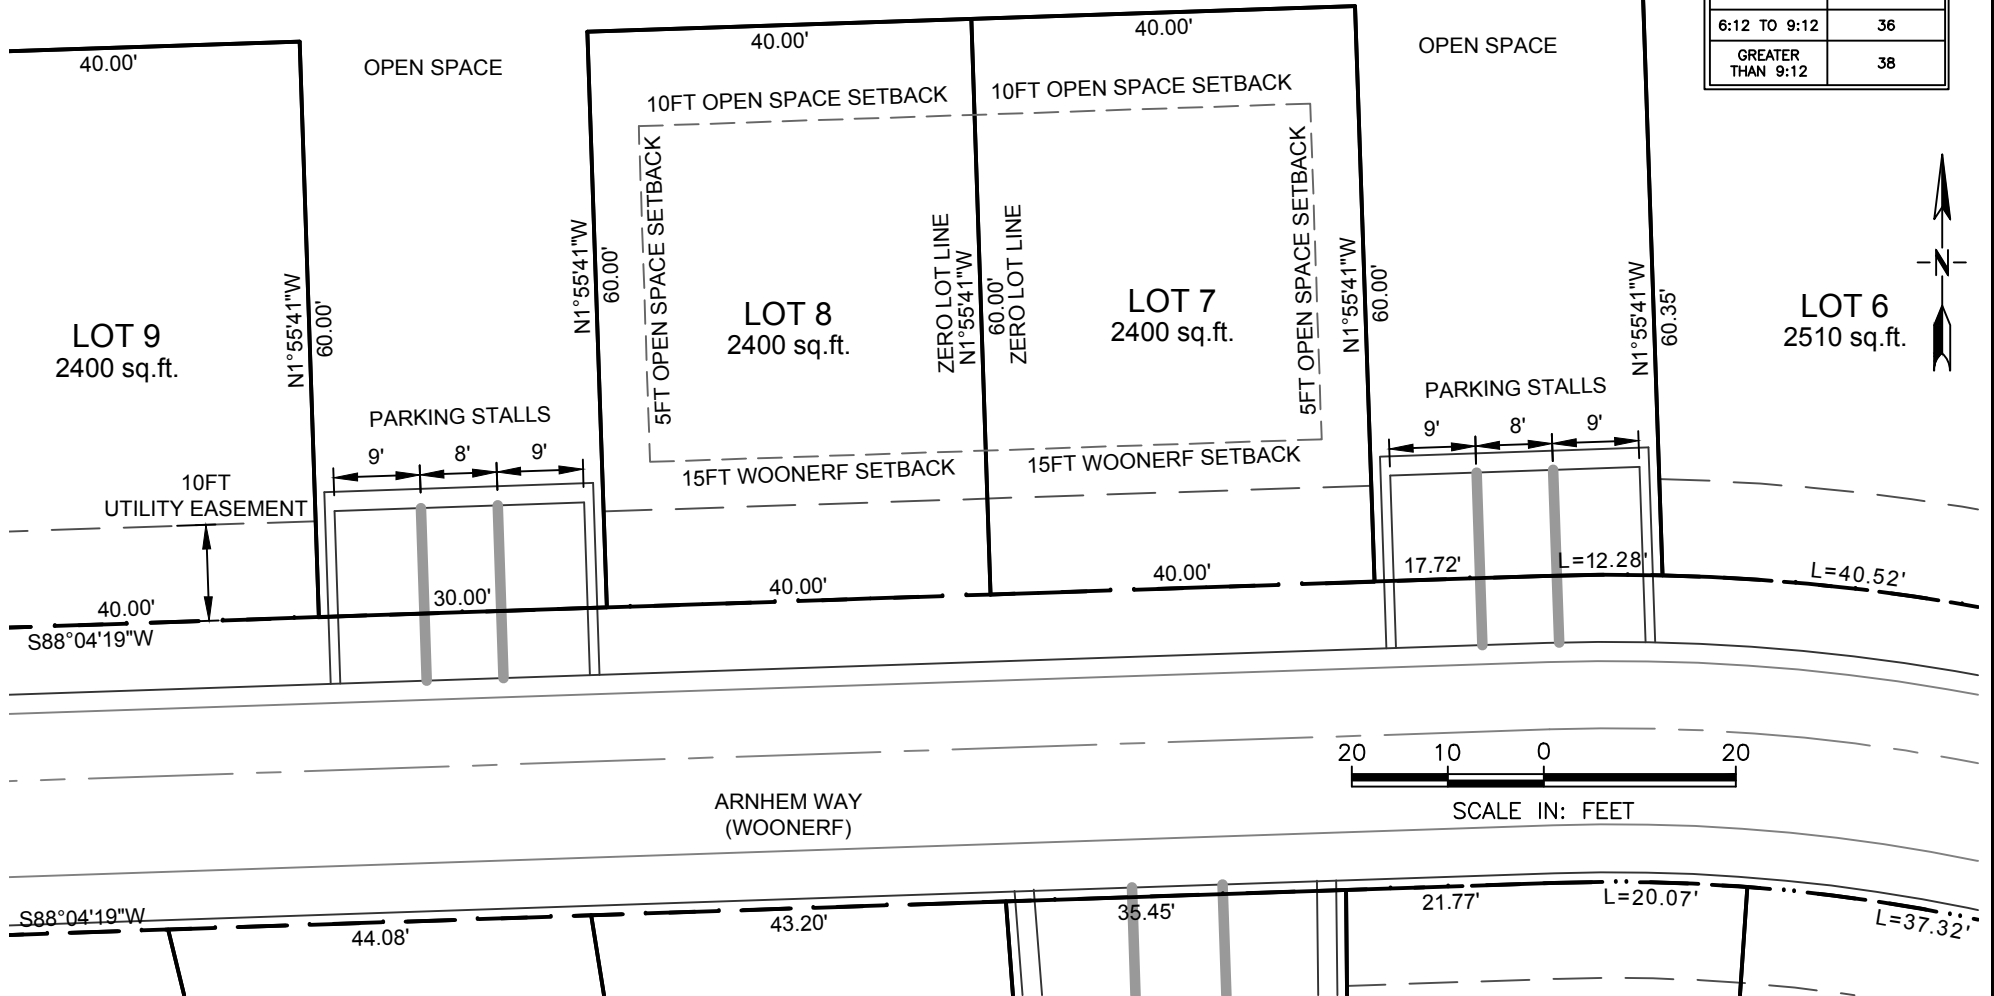 6:12 TO 9:12 36
GREATER
THAN 9:12 38
40.00'
OPEN SPACE
40.00'
40.00'
OPEN SPACE
10FT OPEN SPACE SETBACK
10FT OPEN SPACE SETBACK
N1°55'41"W
60.00'
N1°55'41"W
60.00'
5FT OPEN SPACE SETBACK
ZERO LOT LINE
N1°55'41"W
60.00'
ZERO LOT LINE
5FT OPEN SPACE SETBACK
N1°55'41"W
60.00'
N1°55'41"W
60.35'
N
LOT 9
2400 sq.ft.
LOT 8
2400 sq.ft.
LOT 7
2400 sq.ft.
LOT 6
2510 sq.ft.
PARKING STALLS
9' 8' 9'
PARKING STALLS
9' 8' 9'
15FT WOONERF SETBACK
15FT WOONERF SETBACK
10FT
UTILITY EASEMENT
40.00'
30.00'
40.00'
40.00'
17.72'
L=12.28'
L=40.52'
S88°04'19"W
20 10 0 20
SCALE IN: FEET
ARNHEM WAY
(WOONERF)
S88°04'19"W
44.08'
43.20'
35.45'
21.77'
L=20.07'
L=37.32'